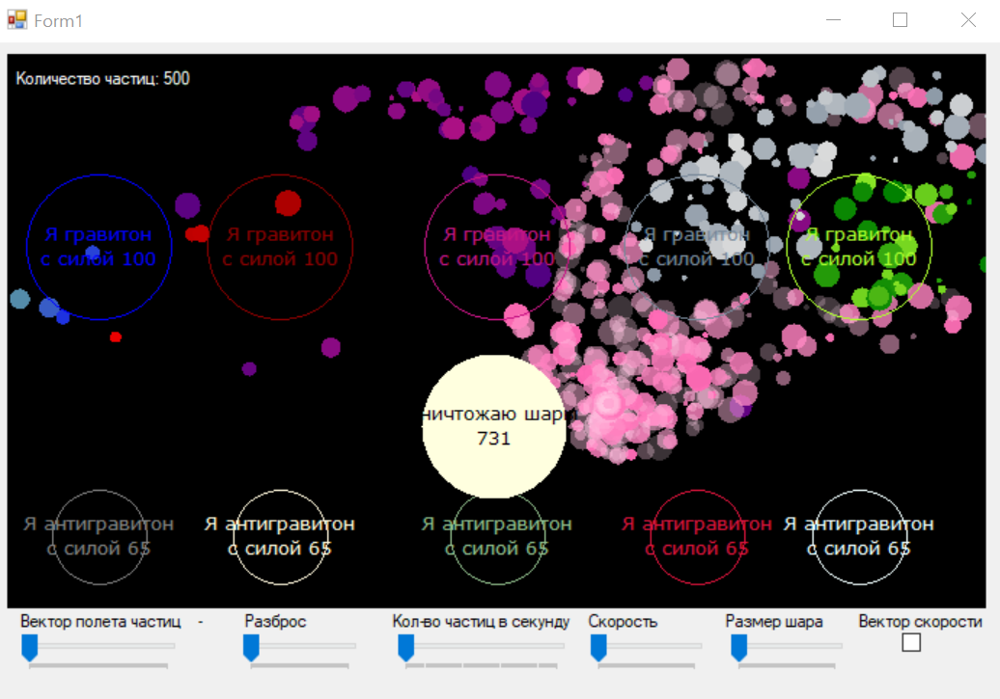 Form1
Количество частиц: 500
Я гравитон
с силой 100
Я гравитон
с силой 100
Я гравитон
с силой 100
Я гравитон
с силой 100
Я гравитон
с силой 100
ничтожаю шари
731
Я антигравитон
с силой 65
Я антигравитон
с силой 65
Я антигравитон
с силой 65
Я антигравитон
с силой 65
Я антигравитон
с силой 65
Вектор полета частиц - Разброс Кол-во частиц в секунду Скорость Размер шара Вектор скорости